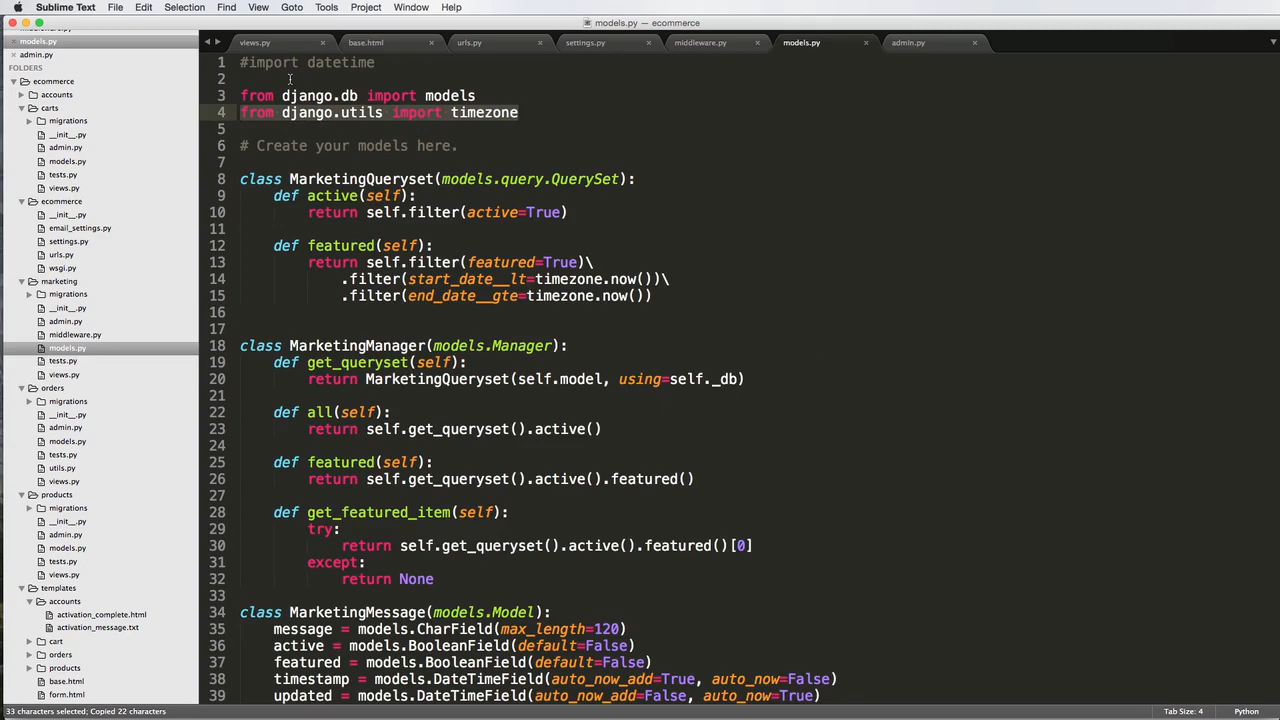 Sublime Text File Edit Selection Find View Goto Tools Project Window Help
models.py — ecommerce
models.py
admin.py
FOLDERS
ecommerce
accounts
carts
migrations
__init__.py
admin.py
models.py
tests.py
views.py
ecommerce
__init__.py
email_settings.py
settings.py
urls.py
wsgi.py
marketing
migrations
__init__.py
admin.py
middleware.py
models.py
tests.py
views.py
orders
migrations
__init__.py
admin.py
models.py
tests.py
utils.py
views.py
products
migrations
__init__.py
admin.py
models.py
tests.py
views.py
templates
accounts
activation_complete.html
activation_message.txt
cart
orders
products
base.html
form.html
views.py base.html urls.py settings.py middleware.py models.py admin.py
1 #import datetime
2
3 from django.db import models
4 from django.utils import timezone
5
6 # Create your models here.
7
8 class MarketingQueryset(models.query.QuerySet):
9 def active(self):
10 return self.filter(active=True)
11
12 def featured(self):
13 return self.filter(featured=True)\
14 .filter(start_date__lt=timezone.now())\
15 .filter(end_date__gte=timezone.now())
16
17
18 class MarketingManager(models.Manager):
19 def get_queryset(self):
20 return MarketingQueryset(self.model, using=self._db)
21
22 def all(self):
23 return self.get_queryset().active()
24
25 def featured(self):
26 return self.get_queryset().active().featured()
27
28 def get_featured_item(self):
29 try:
30 return self.get_queryset().active().featured()[0]
31 except:
32 return None
33
34 class MarketingMessage(models.Model):
35 message = models.CharField(max_length=120)
36 active = models.BooleanField(default=False)
37 featured = models.BooleanField(default=False)
38 timestamp = models.DateTimeField(auto_now_add=True, auto_now=False)
39 updated = models.DateTimeField(auto_now_add=False, auto_now=True)
33 characters selected; Copied 22 characters Tab Size: 4 Python